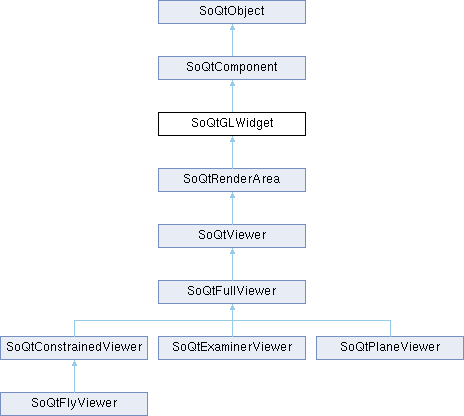 SoQtObject
SoQtComponent
SoQtGLWidget
SoQtRenderArea
SoQtViewer
SoQtFullViewer
SoQtConstrainedViewer
SoQtExaminerViewer
SoQtPlaneViewer
SoQtFlyViewer